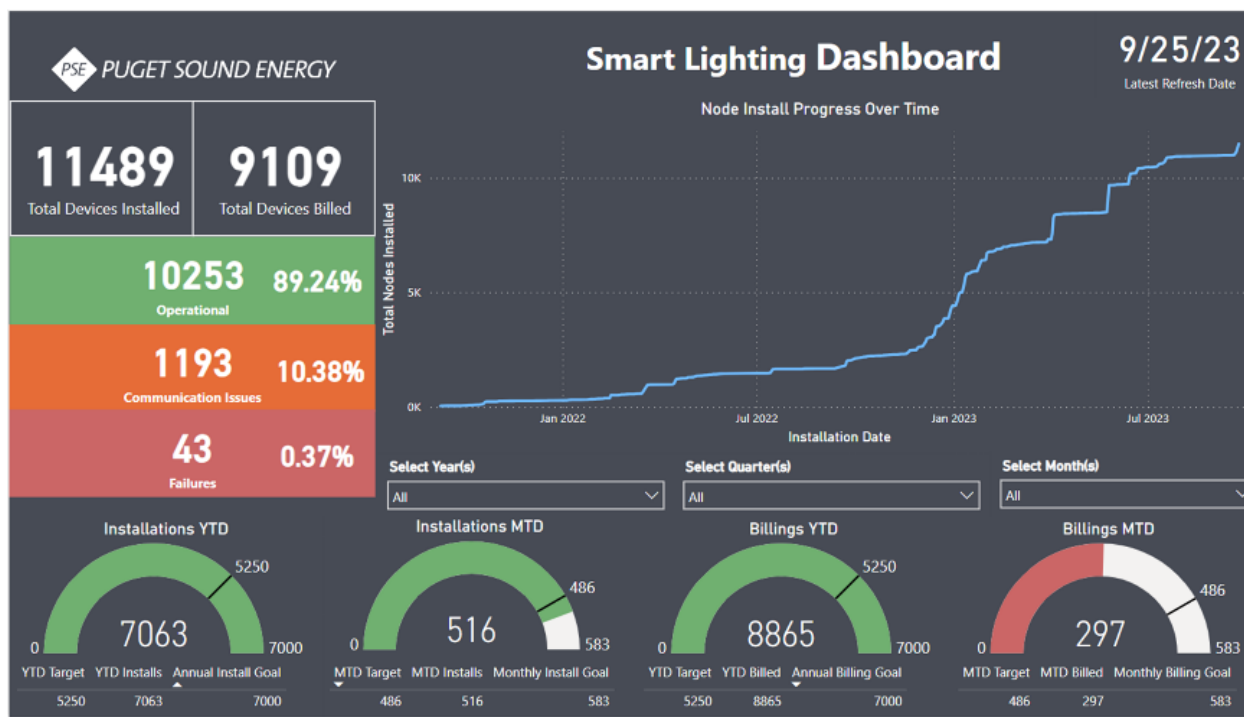 PSE PUGET SOUND ENERGY
Smart Lighting Dashboard
9/25/23
Latest Refresh Date
11489
Total Devices Installed
9109
Total Devices Billed
10253
89.24%
Operational
1193
10.38%
Communication Issues
43
0.37%
Failures
Node Install Progress Over Time
Total Nodes Installed
10K
5K
0K
Jan 2022
Jul 2022
Jan 2023
Jul 2023
Installation Date
Select Year(s)
All
Select Quarter(s)
All
Select Month(s)
All
Installations YTD
5250
0
7063
7000
YTD Target YTD Installs Annual Install Goal
5250 7063 7000
Installations MTD
486
0
516
583
MTD Target MTD Installs Monthly Install Goal
486 516 583
Billings YTD
5250
0
8865
7000
YTD Target YTD Billed Annual Billing Goal
5250 8865 7000
Billings MTD
486
0
297
583
MTD Target MTD Billed Monthly Billing Goal
486 297 583